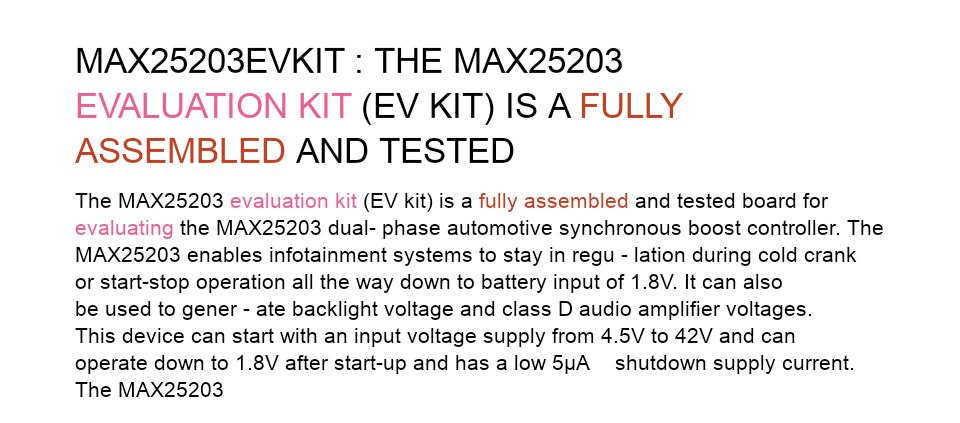 MAX25203EVKIT : THE MAX25203
EVALUATION KIT (EV KIT) IS A FULLY
ASSEMBLED AND TESTED
The MAX25203 evaluation kit (EV kit) is a fully assembled and tested board for
evaluating the MAX25203 dual- phase automotive synchronous boost controller. The
MAX25203 enables infotainment systems to stay in regu - lation during cold crank
or start-stop operation all the way down to battery input of 1.8V. It can also
be used to gener - ate backlight voltage and class D audio amplifier voltages.
This device can start with an input voltage supply from 4.5V to 42V and can
operate down to 1.8V after start-up and has a low 5μA    shutdown supply current.
The MAX25203